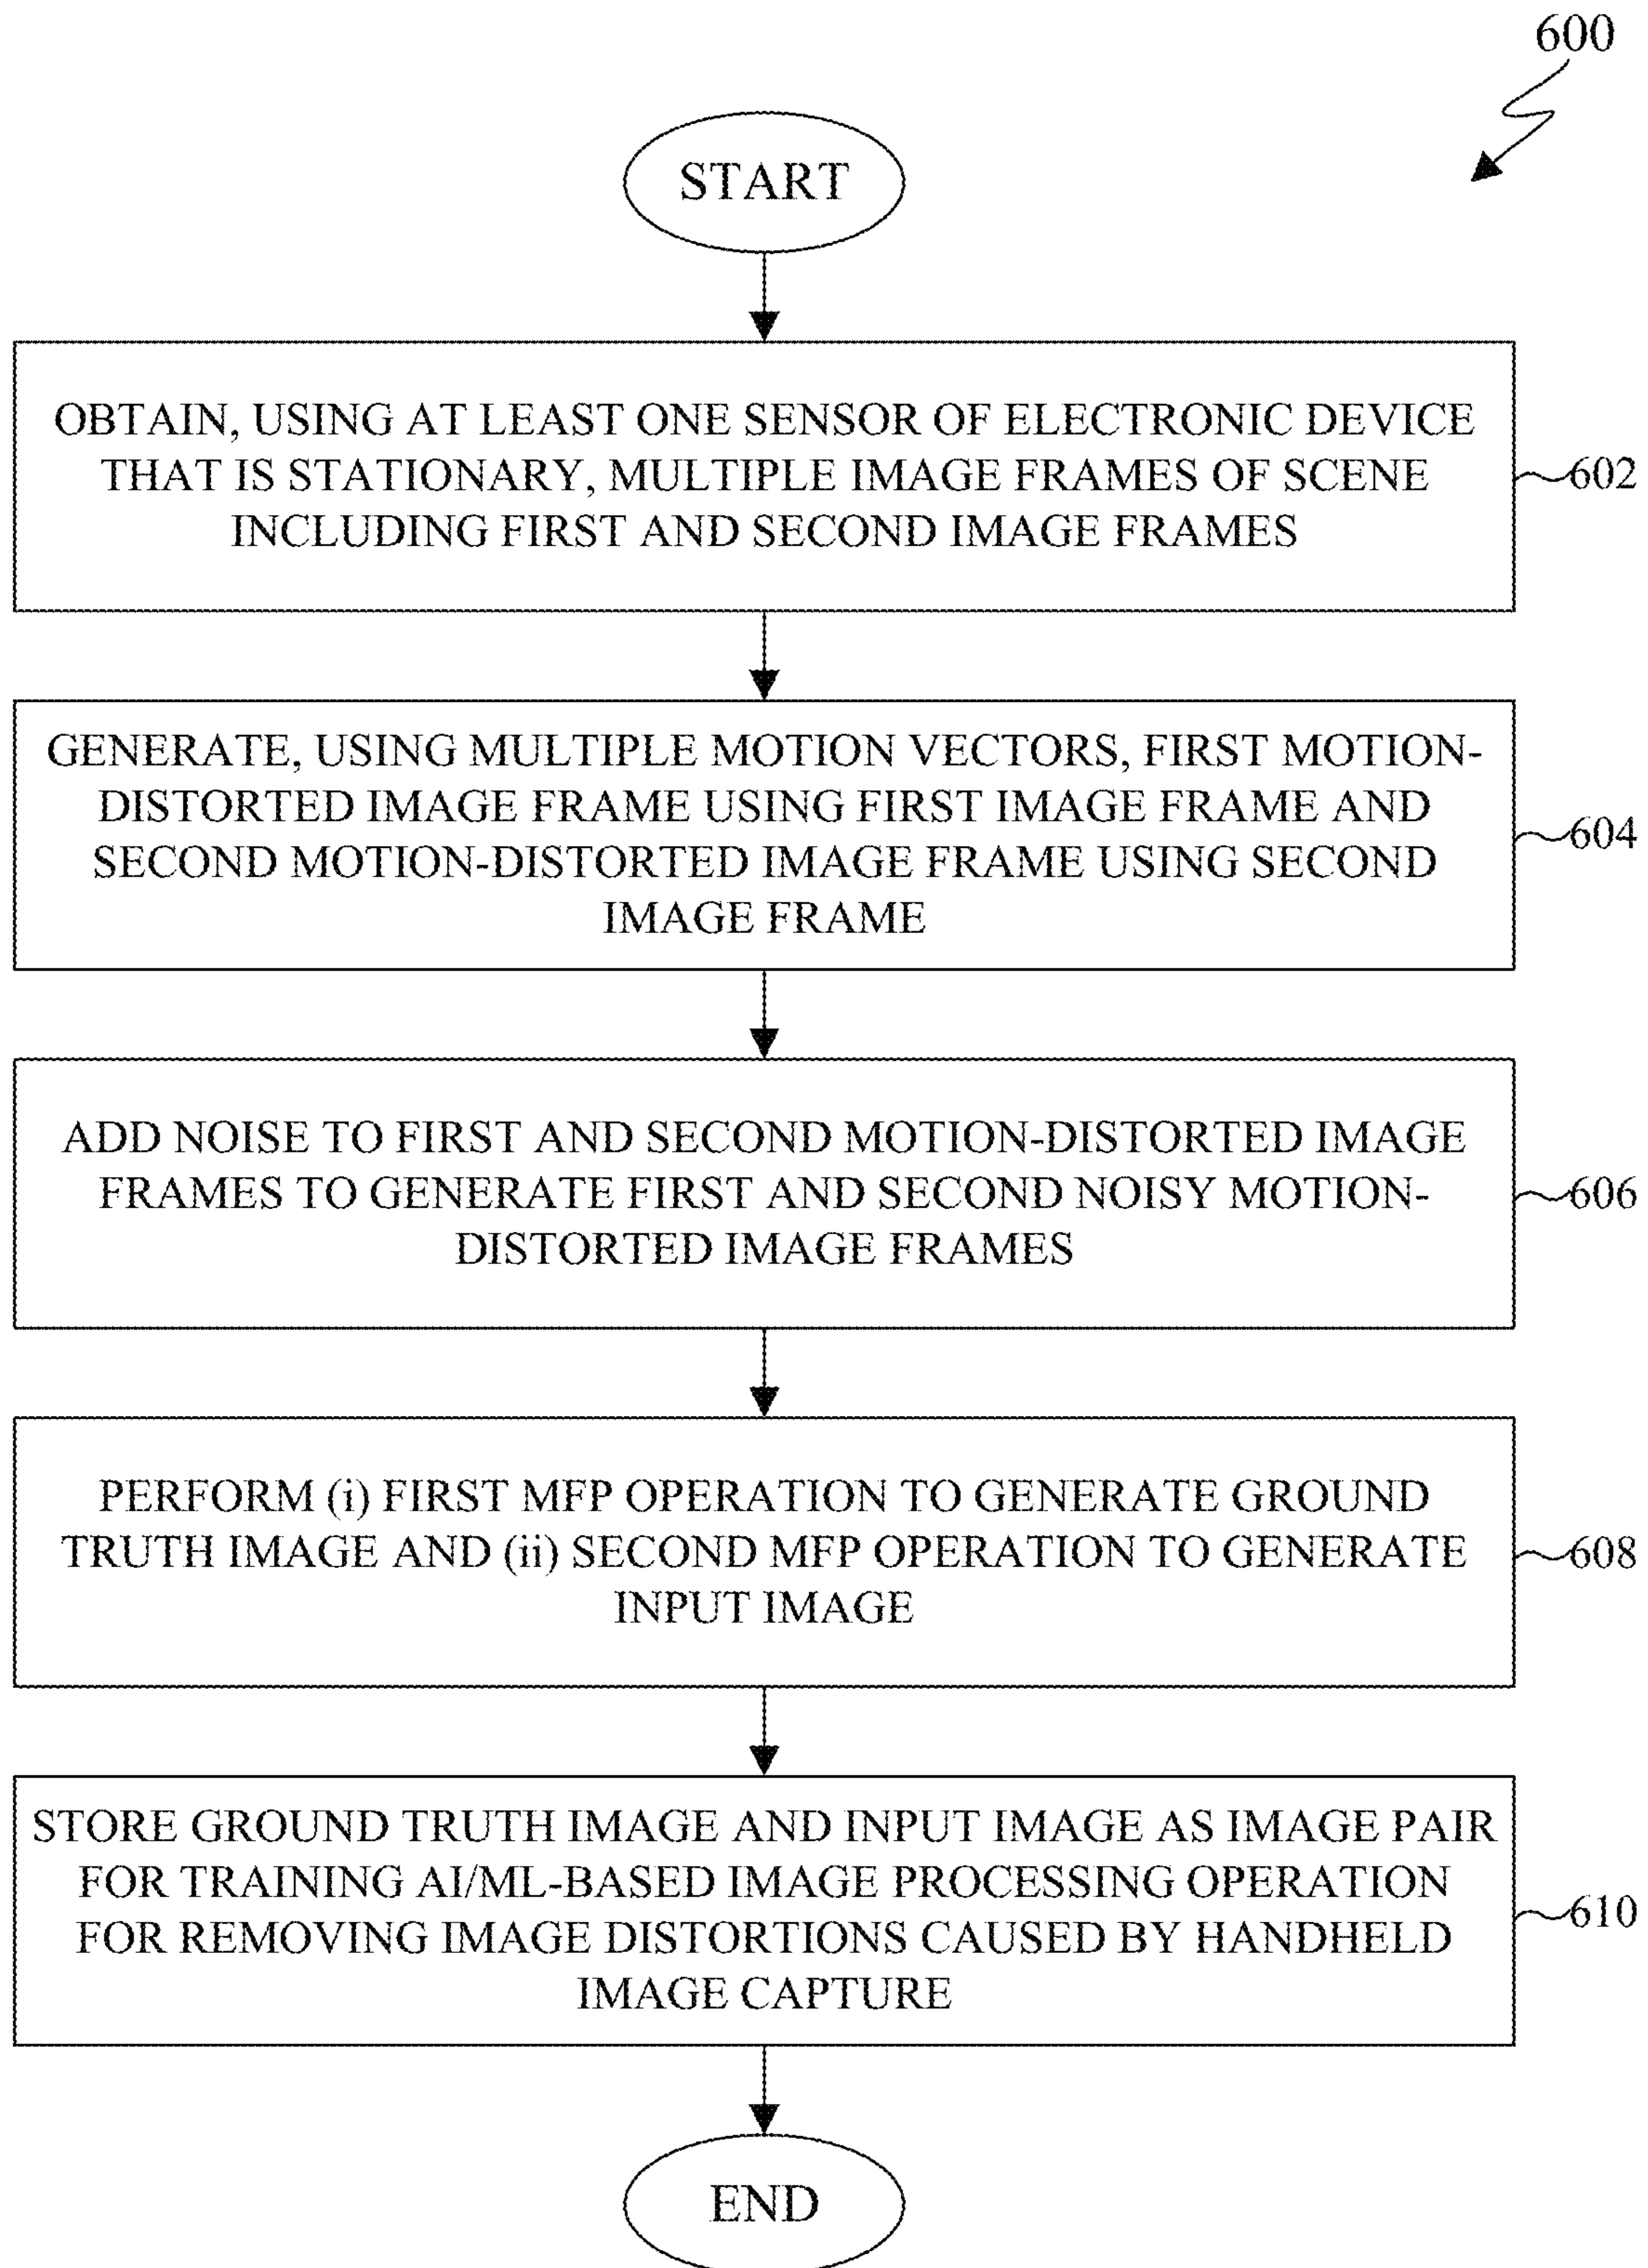 600
START
OBTAIN, USING AT LEAST ONE SENSOR OF ELECTRONIC DEVICE
THAT IS STATIONARY, MULTIPLE IMAGE FRAMES OF SCENE
INCLUDING FIRST AND SECOND IMAGE FRAMES
602
GENERATE, USING MULTIPLE MOTION VECTORS, FIRST MOTION-
DISTORTED IMAGE FRAME USING FIRST IMAGE FRAME AND
SECOND MOTION-DISTORTED IMAGE FRAME USING SECOND
IMAGE FRAME
604
ADD NOISE TO FIRST AND SECOND MOTION-DISTORTED IMAGE
FRAMES TO GENERATE FIRST AND SECOND NOISY MOTION-
DISTORTED IMAGE FRAMES
606
PERFORM (i) FIRST MFP OPERATION TO GENERATE GROUND
TRUTH IMAGE AND (ii) SECOND MFP OPERATION TO GENERATE
INPUT IMAGE
608
STORE GROUND TRUTH IMAGE AND INPUT IMAGE AS IMAGE PAIR
FOR TRAINING AI/ML-BASED IMAGE PROCESSING OPERATION
FOR REMOVING IMAGE DISTORTIONS CAUSED BY HANDHELD
IMAGE CAPTURE
610
END